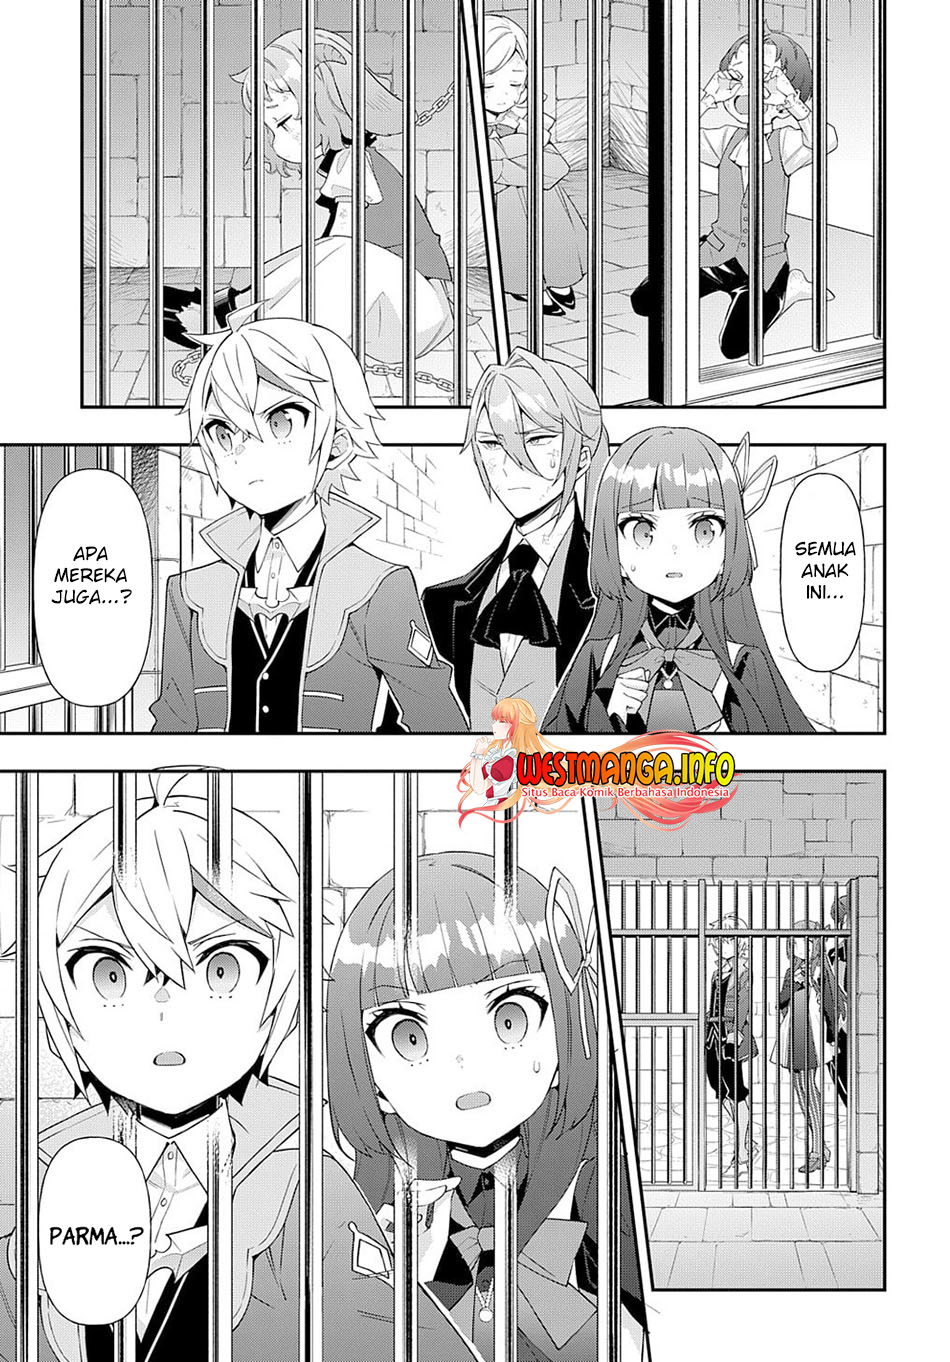 SEMUA
ANAK
INI...
APA
MEREKA
JUGA...?
WESTMANGA.INFO
Situs Baca Komik Berbahasa Indonesia
PARMA...?